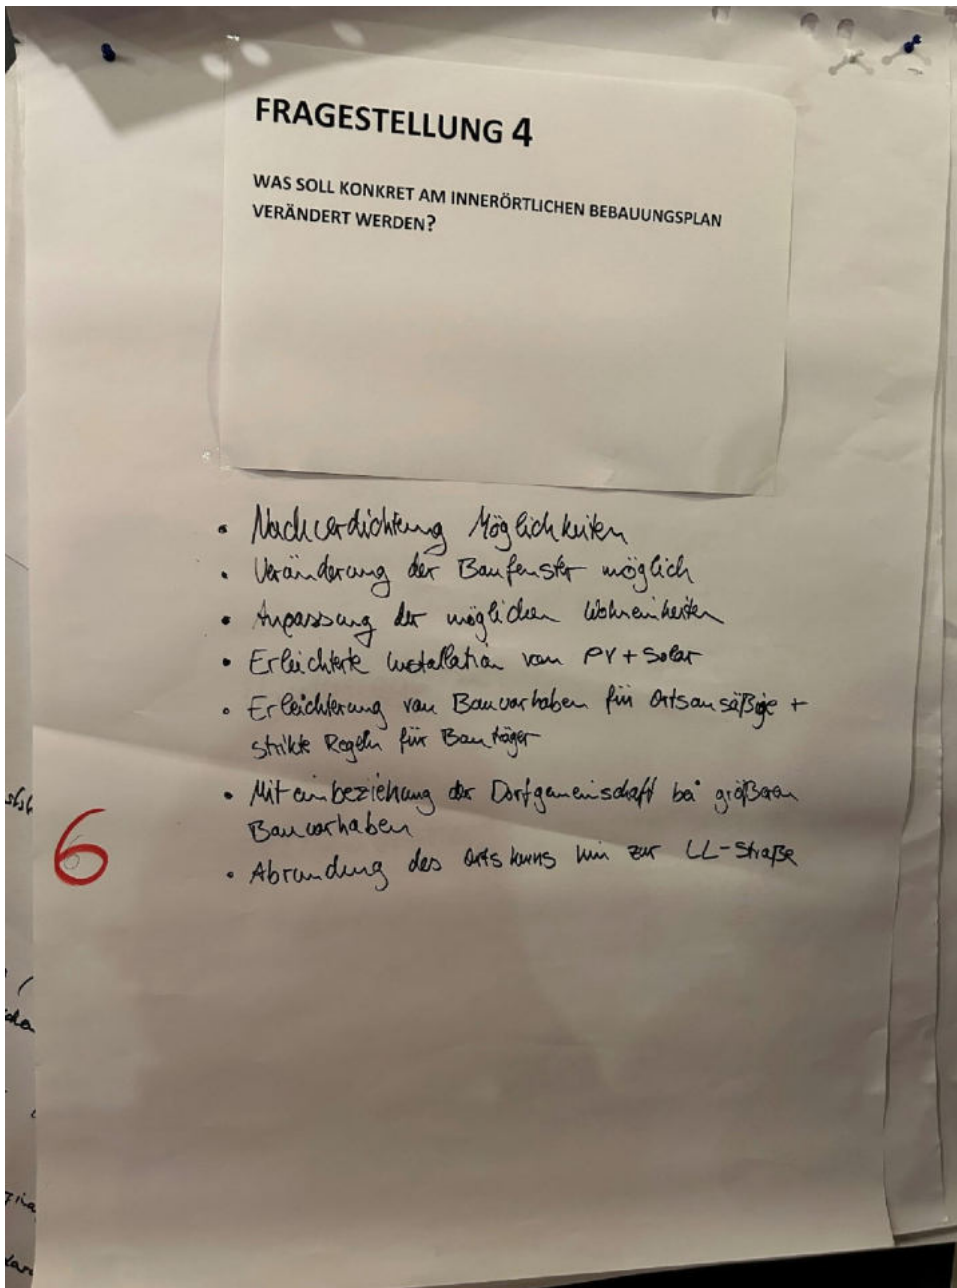 FRAGESTELLUNG 4
WAS SOLL KONKRET AM INNERÖRTLICHEN BEBAUUNGSPLAN
VERÄNDERT WERDEN?
• Nachverdichtung Möglichkeiten
• Veränderung der Baufenster möglich
• Anpassung der möglichen Wohneinheiten
• Erleichterte Installation von PV + Solar
• Erleichterung von Bauvorhaben für Ortsansäßige +
strikte Regeln für Bauträger
• Miteinbeziehung der Dorfgemeinschaft bei größeren
Bauvorhaben
6
• Abrundung des Ortskerns hin zur LL-Straße